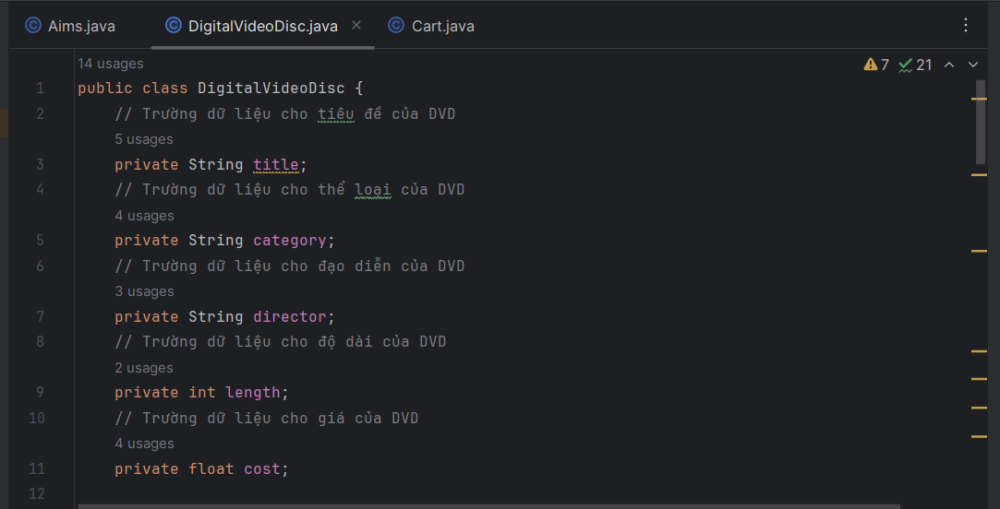 Aims.java DigitalVideoDisc.java Cart.java
14 usages 7 21
1 public class DigitalVideoDisc {
2 // Trường dữ liệu cho tiêu đề của DVD
5 usages
3 private String title;
4 // Trường dữ liệu cho thể loại của DVD
4 usages
5 private String category;
6 // Trường dữ liệu cho đạo diễn của DVD
3 usages
7 private String director;
8 // Trường dữ liệu cho độ dài của DVD
2 usages
9 private int length;
10 // Trường dữ liệu cho giá của DVD
4 usages
11 private float cost;
12